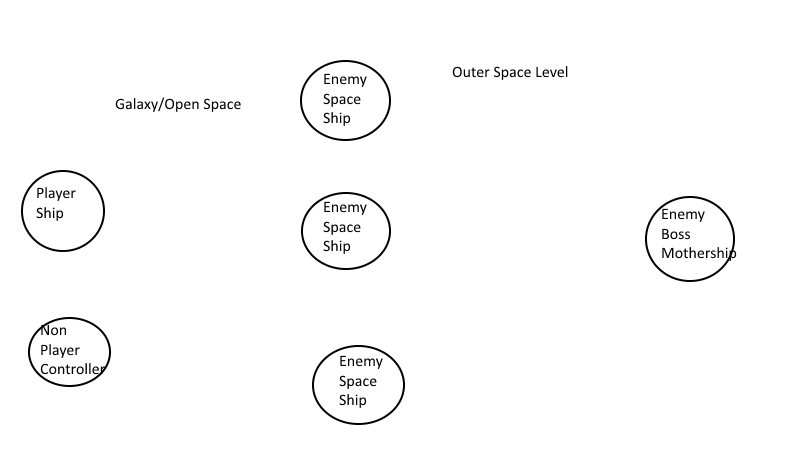 Outer Space Level
Galaxy/Open Space
Enemy
Space
Ship
Player
Ship
Enemy
Space
Ship
Enemy
Boss
Mothership
Non
Player
Controller
Enemy
Space
Ship